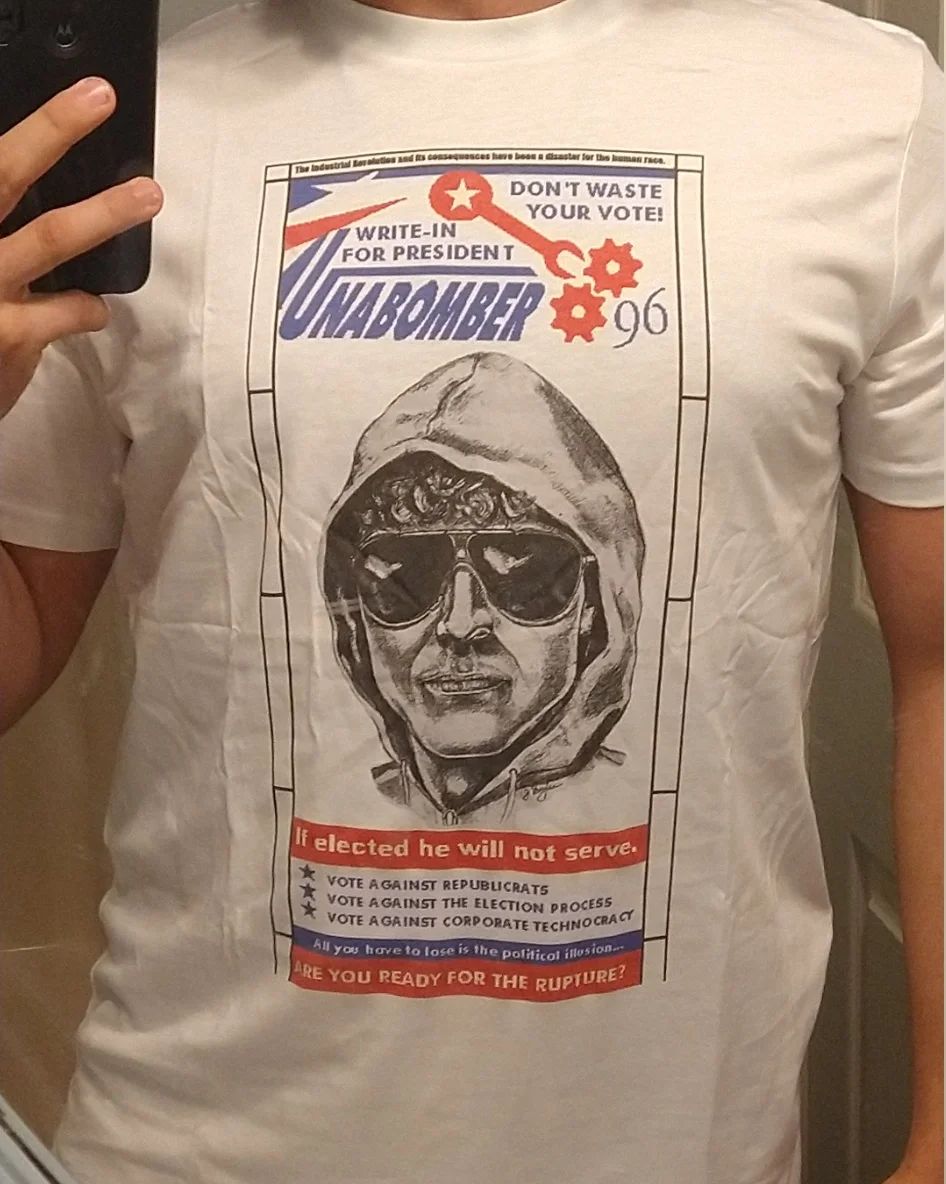 The Industrial Revolution and its consequences have been a disaster for the human race.
DON'T WASTE
YOUR VOTE!
WRITE-IN
FOR PRESIDENT
UNABOMBER
96
If elected he will not serve.
VOTE AGAINST REPUBLICRATS
VOTE AGAINST THE ELECTION PROCESS
VOTE AGAINST CORPORATE TECHNOCRACY
All you have to lose is the political illusion...
ARE YOU READY FOR THE RUPTURE?